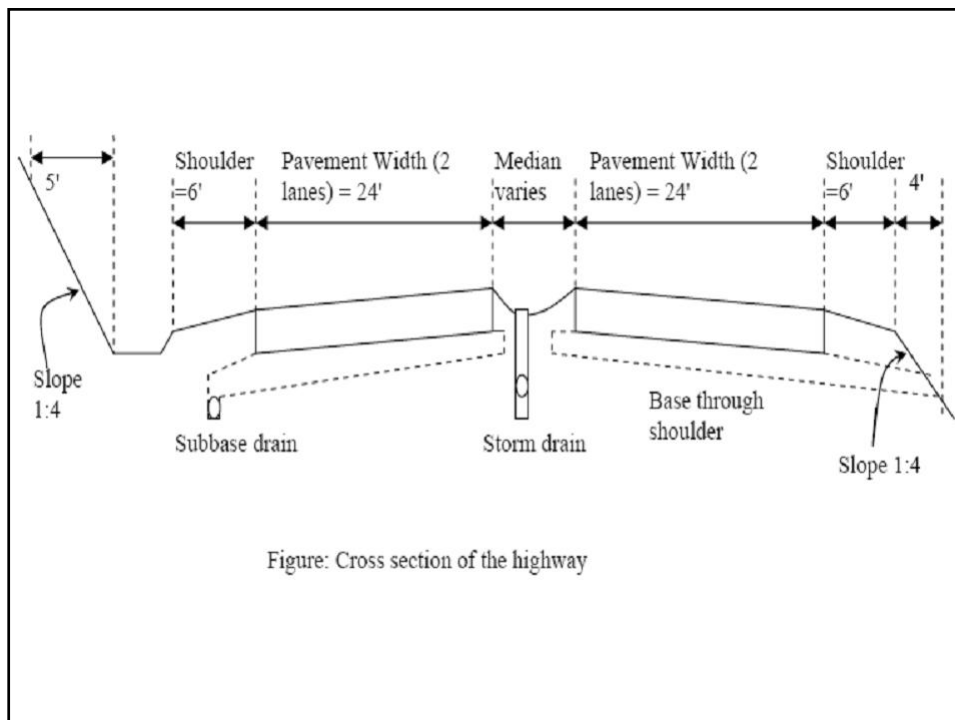 Shoulder
=6'
Pavement Width (2
lanes) = 24'
Median
varies
Pavement Width (2
lanes) = 24'
Shoulder
=6'
4'
5'
Slope
1:4
Subbase drain
Storm drain
Base through
shoulder
Slope 1:4
Figure: Cross section of the highway